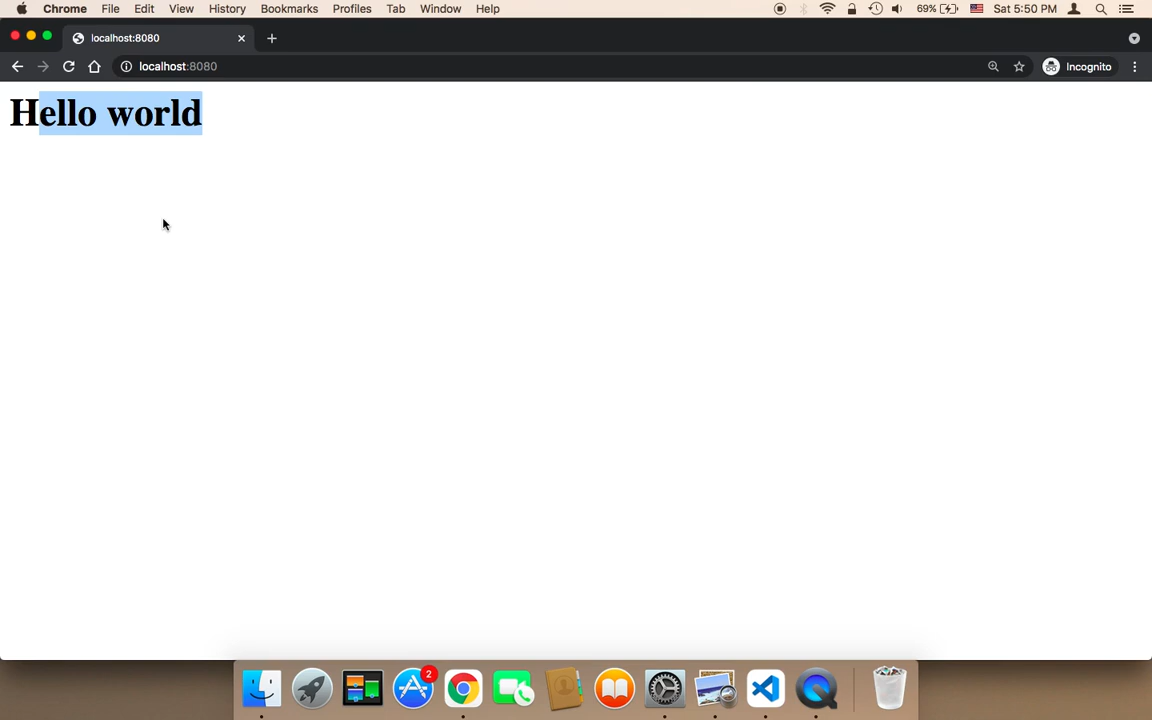 Chrome File Edit View History Bookmarks Profiles Tab Window Help 69% Sat 5:50 PM
localhost:8080
localhost:8080 Incognito
Hello world
2